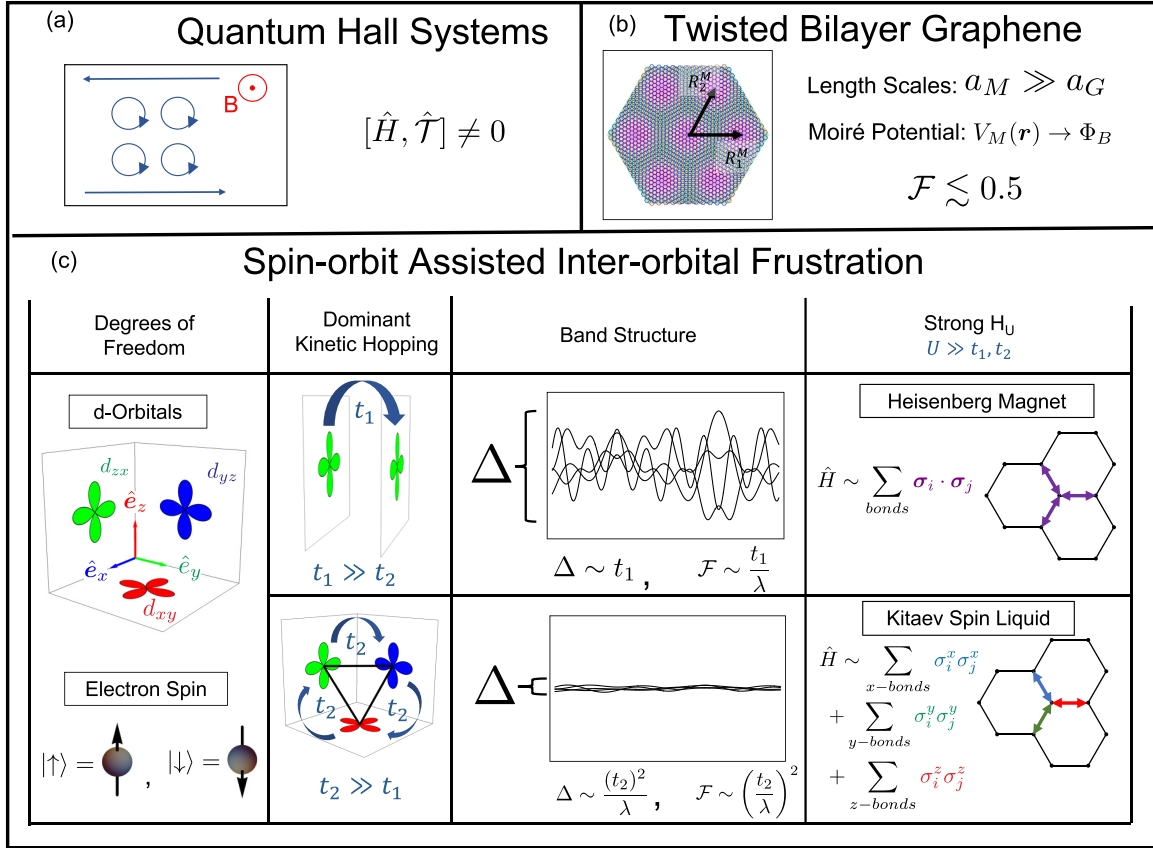 (a)
Quantum Hall Systems
B
[Ĥ, 𝒯̂] ≠ 0
(b)
Twisted Bilayer Graphene
R₂ᴹ
R₁ᴹ
Length Scales: a_M ≫ a_G
Moiré Potential: V_M(𝒓) → Φ_B
ℱ ≲ 0.5
(c)
Spin-orbit Assisted Inter-orbital Frustration
Degrees of
Freedom
Dominant
Kinetic Hopping
Band Structure
Strong H_U
U ≫ t₁, t₂
d-Orbitals
d_zx
d_yz
ê_z
ê_x
ê_y
d_xy
Electron Spin
|↑⟩ = , |↓⟩ =
t₁
t₁ ≫ t₂
t₂
t₂
t₂
t₂ ≫ t₁
Δ
Δ ∼ t₁ , ℱ ∼ t₁/λ
Δ
Δ ∼ (t₂)²/λ , ℱ ∼ (t₂/λ)²
Heisenberg Magnet
Ĥ ∼ ∑_bonds 𝝈_i · 𝝈_j
Kitaev Spin Liquid
Ĥ ∼ ∑_x−bonds σ_i^x σ_j^x
+ ∑_y−bonds σ_i^y σ_j^y
+ ∑_z−bonds σ_i^z σ_j^z